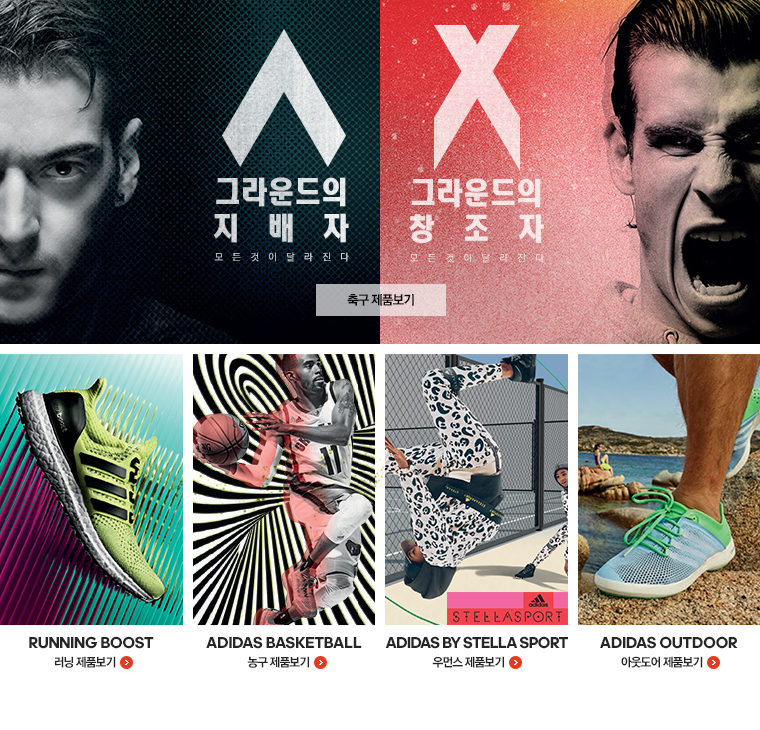 그라운드의
지배자
모든것이달라진다
그라운드의
창조자
모든것이달라진다
축구 제품보기
11
adidas
STELLASPORT
RUNNING BOOST
러닝 제품보기
ADIDAS BASKETBALL
농구 제품보기
ADIDAS BY STELLA SPORT
우먼스 제품보기
ADIDAS OUTDOOR
아웃도어 제품보기